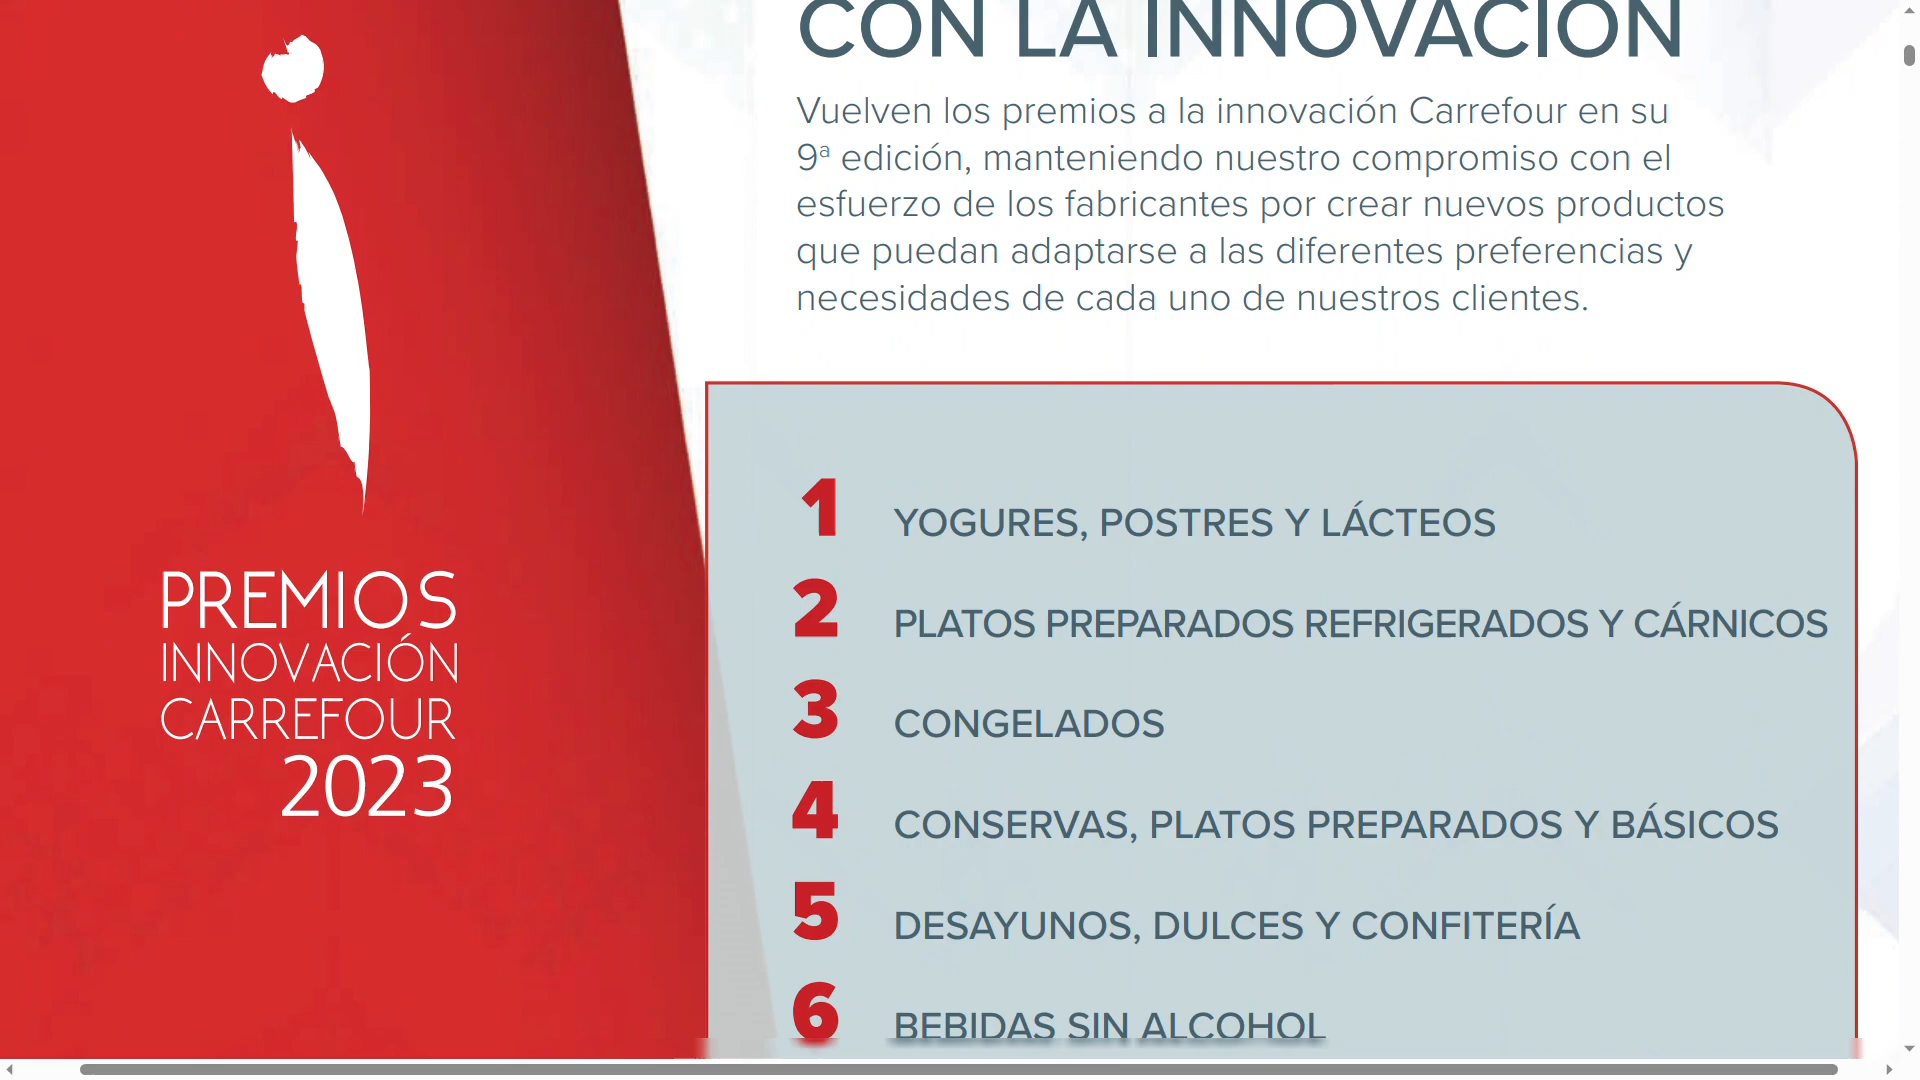 CON LA INNOVACIÓN
Vuelven los premios a la innovación Carrefour en su
9ª edición, manteniendo nuestro compromiso con el
esfuerzo de los fabricantes por crear nuevos productos
que puedan adaptarse a las diferentes preferencias y
necesidades de cada uno de nuestros clientes.
PREMIOS
INNOVACIÓN
CARREFOUR
2023
1 YOGURES, POSTRES Y LÁCTEOS
2 PLATOS PREPARADOS REFRIGERADOS Y CÁRNICOS
3 CONGELADOS
4 CONSERVAS, PLATOS PREPARADOS Y BÁSICOS
5 DESAYUNOS, DULCES Y CONFITERÍA
6 BEBIDAS SIN ALCOHOL